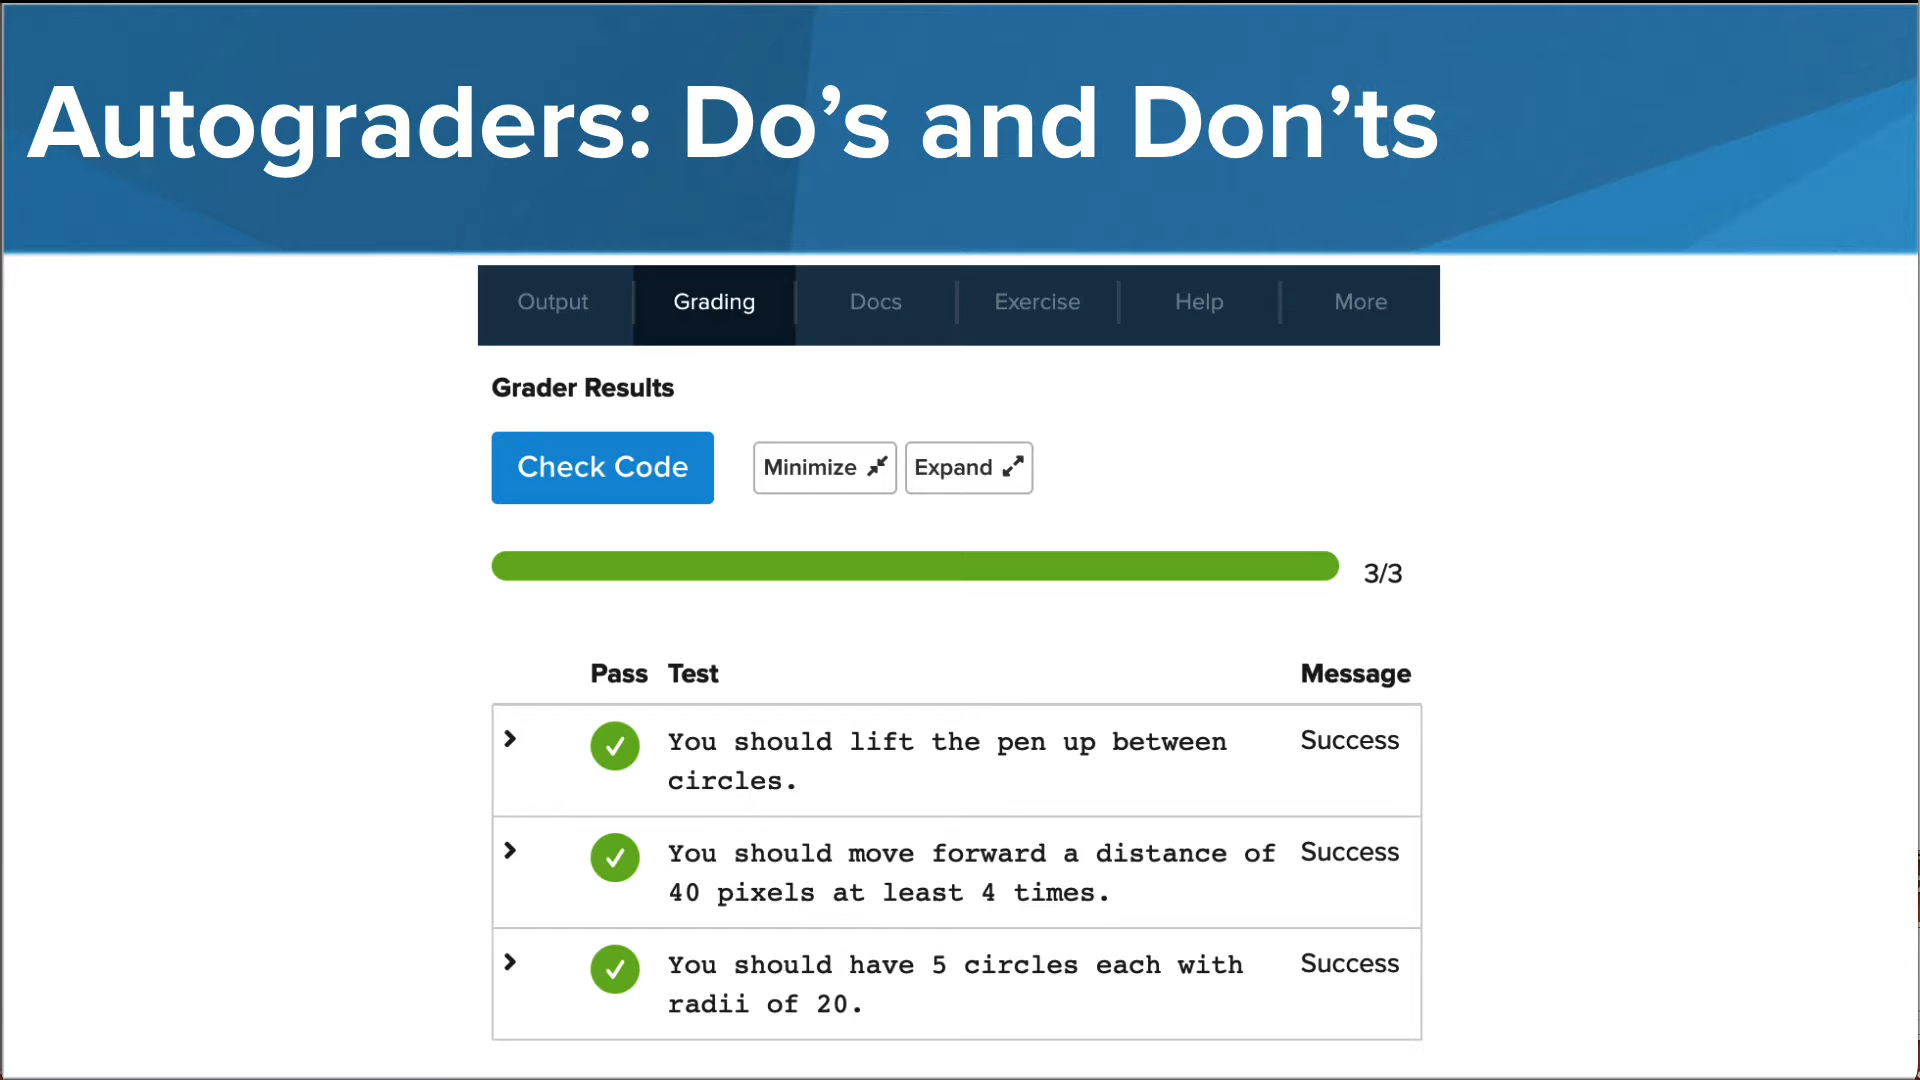 Autograders: Do’s and Don’ts
Output Grading Docs Exercise Help More
Grader Results
Check Code Minimize Expand
3/3
Pass Test Message
You should lift the pen up between Success
circles.
You should move forward a distance of Success
40 pixels at least 4 times.
You should have 5 circles each with Success
radii of 20.